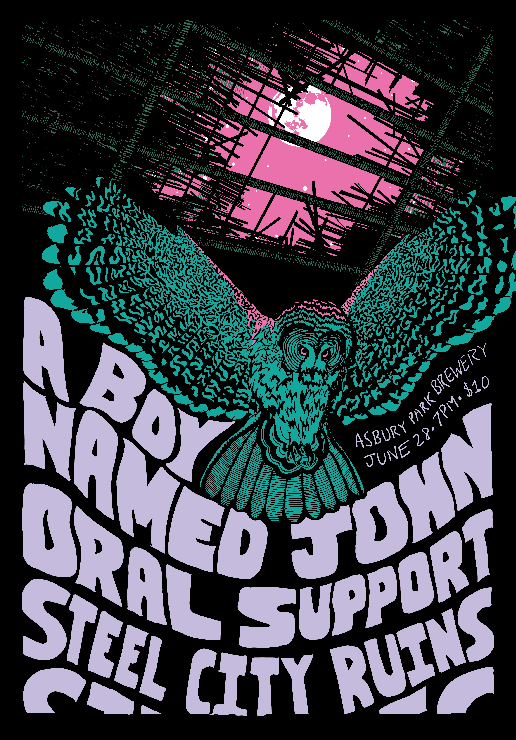 A BOY
NAMED JOHN
ASBURY PARK BREWERY
JUNE 28 • 7PM • $10
ORAL SUPPORT
STEEL CITY RUINS